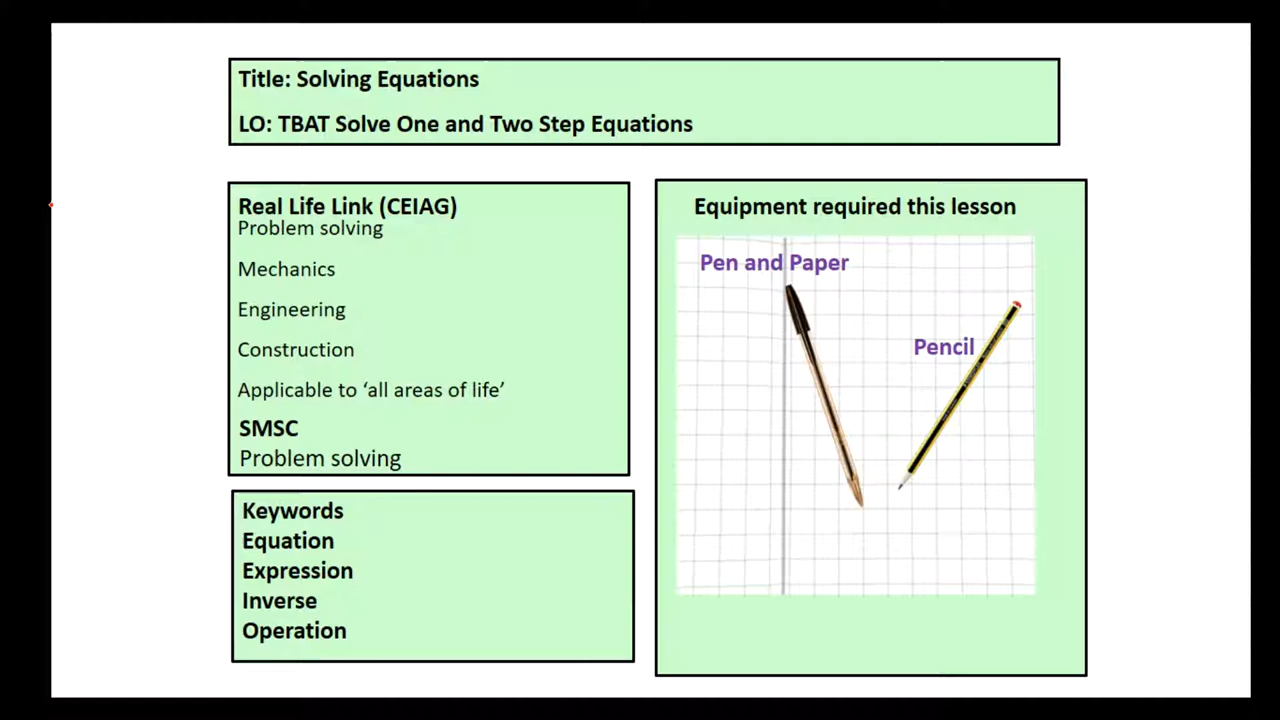 Title: Solving Equations
LO: TBAT Solve One and Two Step Equations
Real Life Link (CEIAG)
Problem solving
Mechanics
Engineering
Construction
Applicable to ‘all areas of life’
SMSC
Problem solving
Keywords
Equation
Expression
Inverse
Operation
Equipment required this lesson
Pen and Paper
Pencil